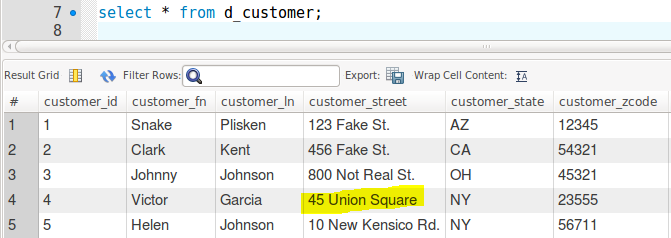 7 select * from d_customer;
8
Result Grid Filter Rows: Export: Wrap Cell Content: IA
# customer_id customer_fn customer_ln customer_street customer_state customer_zcode
1 1 Snake Plisken 123 Fake St. AZ 12345
2 2 Clark Kent 456 Fake St. CA 54321
3 3 Johnny Johnson 800 Not Real St. OH 45321
4 4 Victor Garcia 45 Union Square NY 23555
5 5 Helen Johnson 10 New Kensico Rd. NY 56711